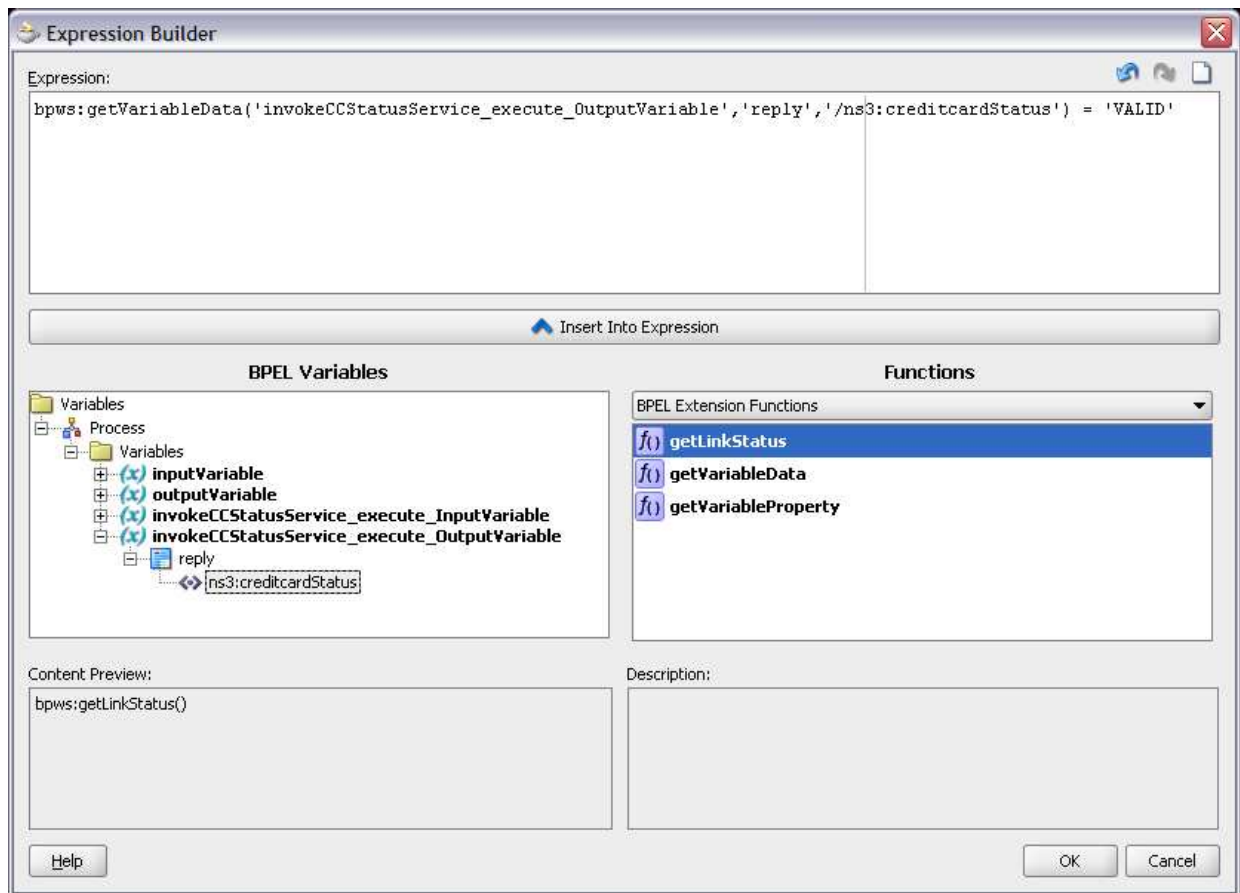 Expression Builder
Expression:
bpws:getVariableData('invokeCCStatusService_execute_OutputVariable','reply','/ns3:creditcardStatus') = 'VALID'
Insert Into Expression
BPEL Variables
Functions
Variables
Process
Variables
(x) inputVariable
(x) outputVariable
(x) invokeCCStatusService_execute_InputVariable
(x) invokeCCStatusService_execute_OutputVariable
reply
ns3:creditcardStatus
BPEL Extension Functions
f() getLinkStatus
f() getVariableData
f() getVariableProperty
Content Preview:
bpws:getLinkStatus()
Description:
Help
OK
Cancel